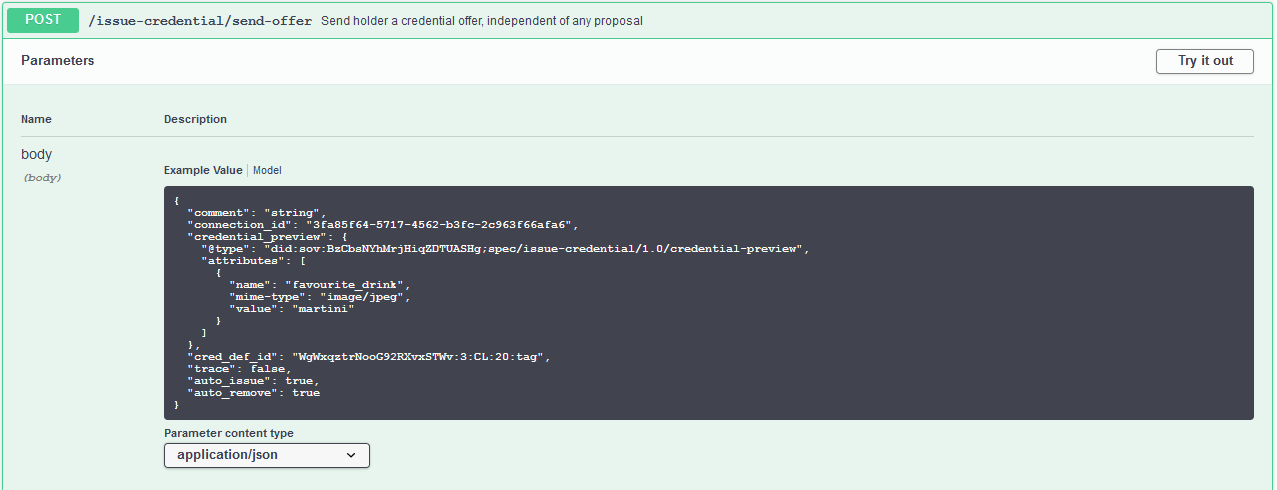 POST /issue-credential/send-offer Send holder a credential offer, independent of any proposal
Parameters
Try it out
Name Description
body
(body)
Example Value | Model
{
  "comment": "string",
  "connection_id": "3fa85f64-5717-4562-b3fc-2c963f66afa6",
  "credential_preview": {
    "@type": "did:sov:BzCbsNYhMrjHiqZDTUASHg;spec/issue-credential/1.0/credential-preview",
    "attributes": [
      {
        "name": "favourite_drink",
        "mime-type": "image/jpeg",
        "value": "martini"
      }
    ]
  },
  "cred_def_id": "WgWxqztrNooG92RXvxSTWv:3:CL:20:tag",
  "trace": false,
  "auto_issue": true,
  "auto_remove": true
}
Parameter content type
application/json